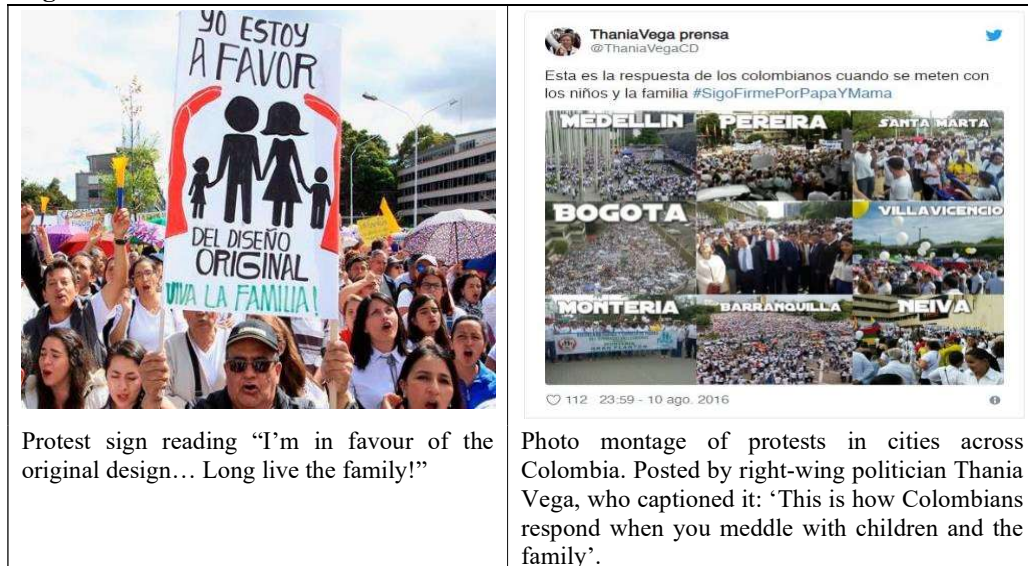 YO ESTOY
A FAVOR
DEL DISEÑO
ORIGINAL
VIVA LA FAMILIA!
Protest sign reading “I’m in favour of the
original design… Long live the family!”
ThaniaVega prensa
@ThaniaVegaCD
Esta es la respuesta de los colombianos cuando se meten con
los niños y la familia #SigoFirmePorPapaYMama
MEDELLIN PEREIRA SANTA MARTA
BOGOTA VILLAVICENCIO
MONTERIA BARRANQUILLA NEIVA
112 23:59 - 10 ago. 2016
Photo montage of protests in cities across
Colombia. Posted by right-wing politician Thania
Vega, who captioned it: ‘This is how Colombians
respond when you meddle with children and the
family’.